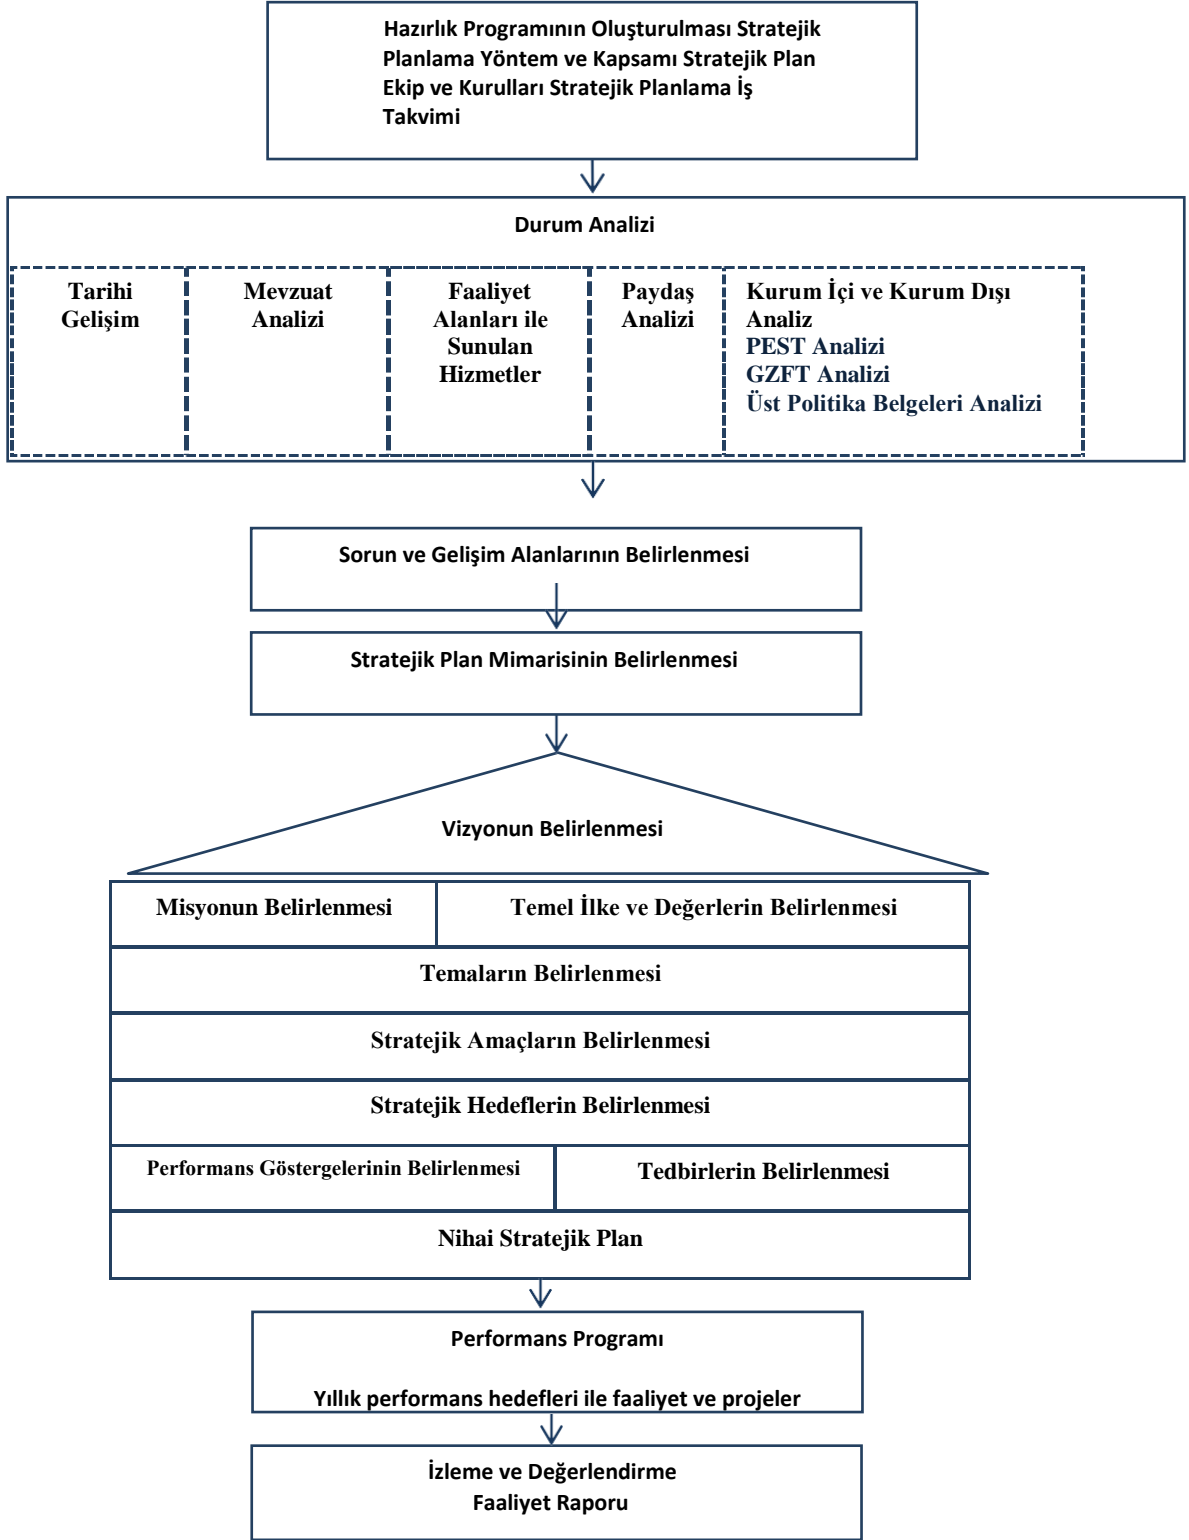 Hazırlık Programının Oluşturulması Stratejik
Planlama Yöntem ve Kapsamı Stratejik Plan
Ekip ve Kurulları Stratejik Planlama İş
Takvimi
Durum Analizi
Tarihi
Gelişim
Mevzuat
Analizi
Faaliyet
Alanları ile
Sunulan
Hizmetler
Paydaş
Analizi
Kurum İçi ve Kurum Dışı
Analiz
PEST Analizi
GZFT Analizi
Üst Politika Belgeleri Analizi
Sorun ve Gelişim Alanlarının Belirlenmesi
Stratejik Plan Mimarisinin Belirlenmesi
Vizyonun Belirlenmesi
Misyonun Belirlenmesi
Temel İlke ve Değerlerin Belirlenmesi
Temaların Belirlenmesi
Stratejik Amaçların Belirlenmesi
Stratejik Hedeflerin Belirlenmesi
Performans Göstergelerinin Belirlenmesi
Tedbirlerin Belirlenmesi
Nihai Stratejik Plan
Performans Programı
Yıllık performans hedefleri ile faaliyet ve projeler
İzleme ve Değerlendirme
Faaliyet Raporu